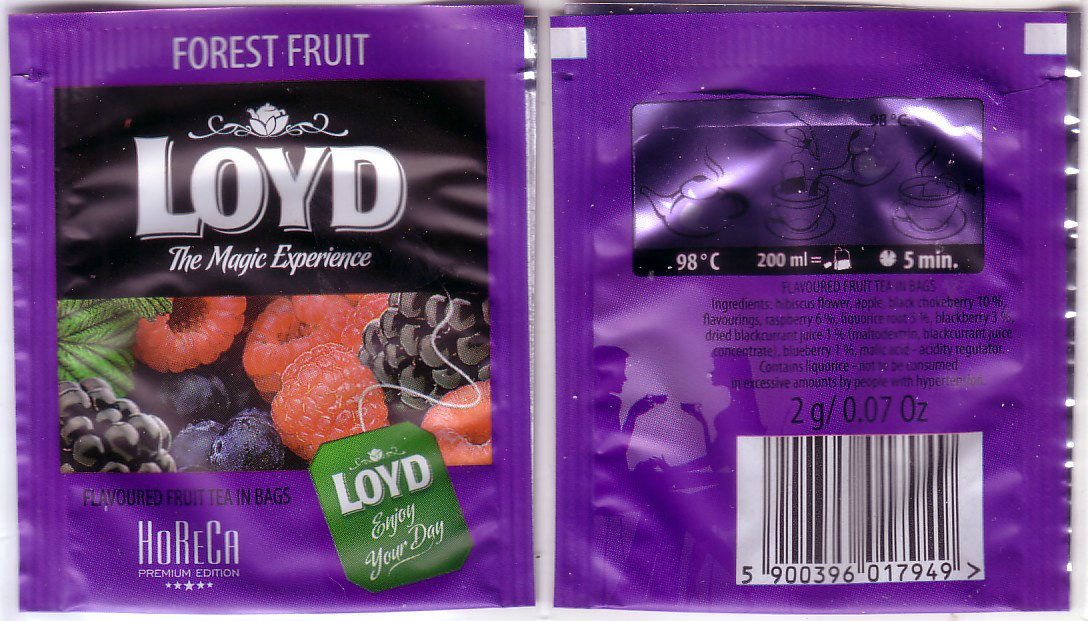 FOREST FRUIT
LOYD
The Magic Experience
LOYD
Enjoy
Your Day
FLAVOURED FRUIT TEA IN BAGS
HoReCa
PREMIUM EDITION
98°C
98°C 200 ml = 5 min.
FLAVOURED FRUIT TEA IN BAGS
Ingredients: hibiscus flower, apple, black chokeberry 10 %,
flavourings, raspberry 6 %, liquorice root 5 %, blackberry 3 %,
dried blackcurrant juice 1 % (maltodextrin, blackcurrant juice
concentrate), blueberry 1 %, malic acid - acidity regulator.
Contains liquorice - not to be consumed
in excessive amounts by people with hypertension.
2 g/ 0.07 Oz
5 900396 017949 >